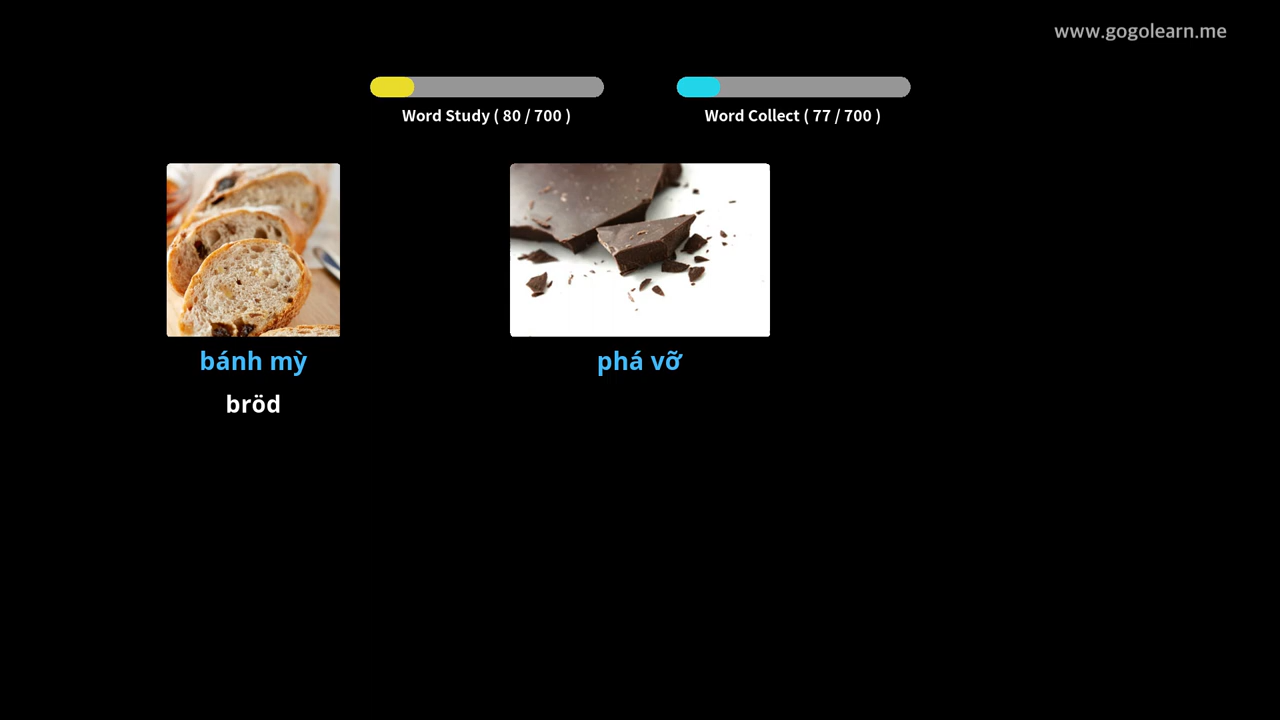 www.gogolearn.me
Word Study ( 80 / 700 )
Word Collect ( 77 / 700 )
bánh mỳ
bröd
phá vỡ